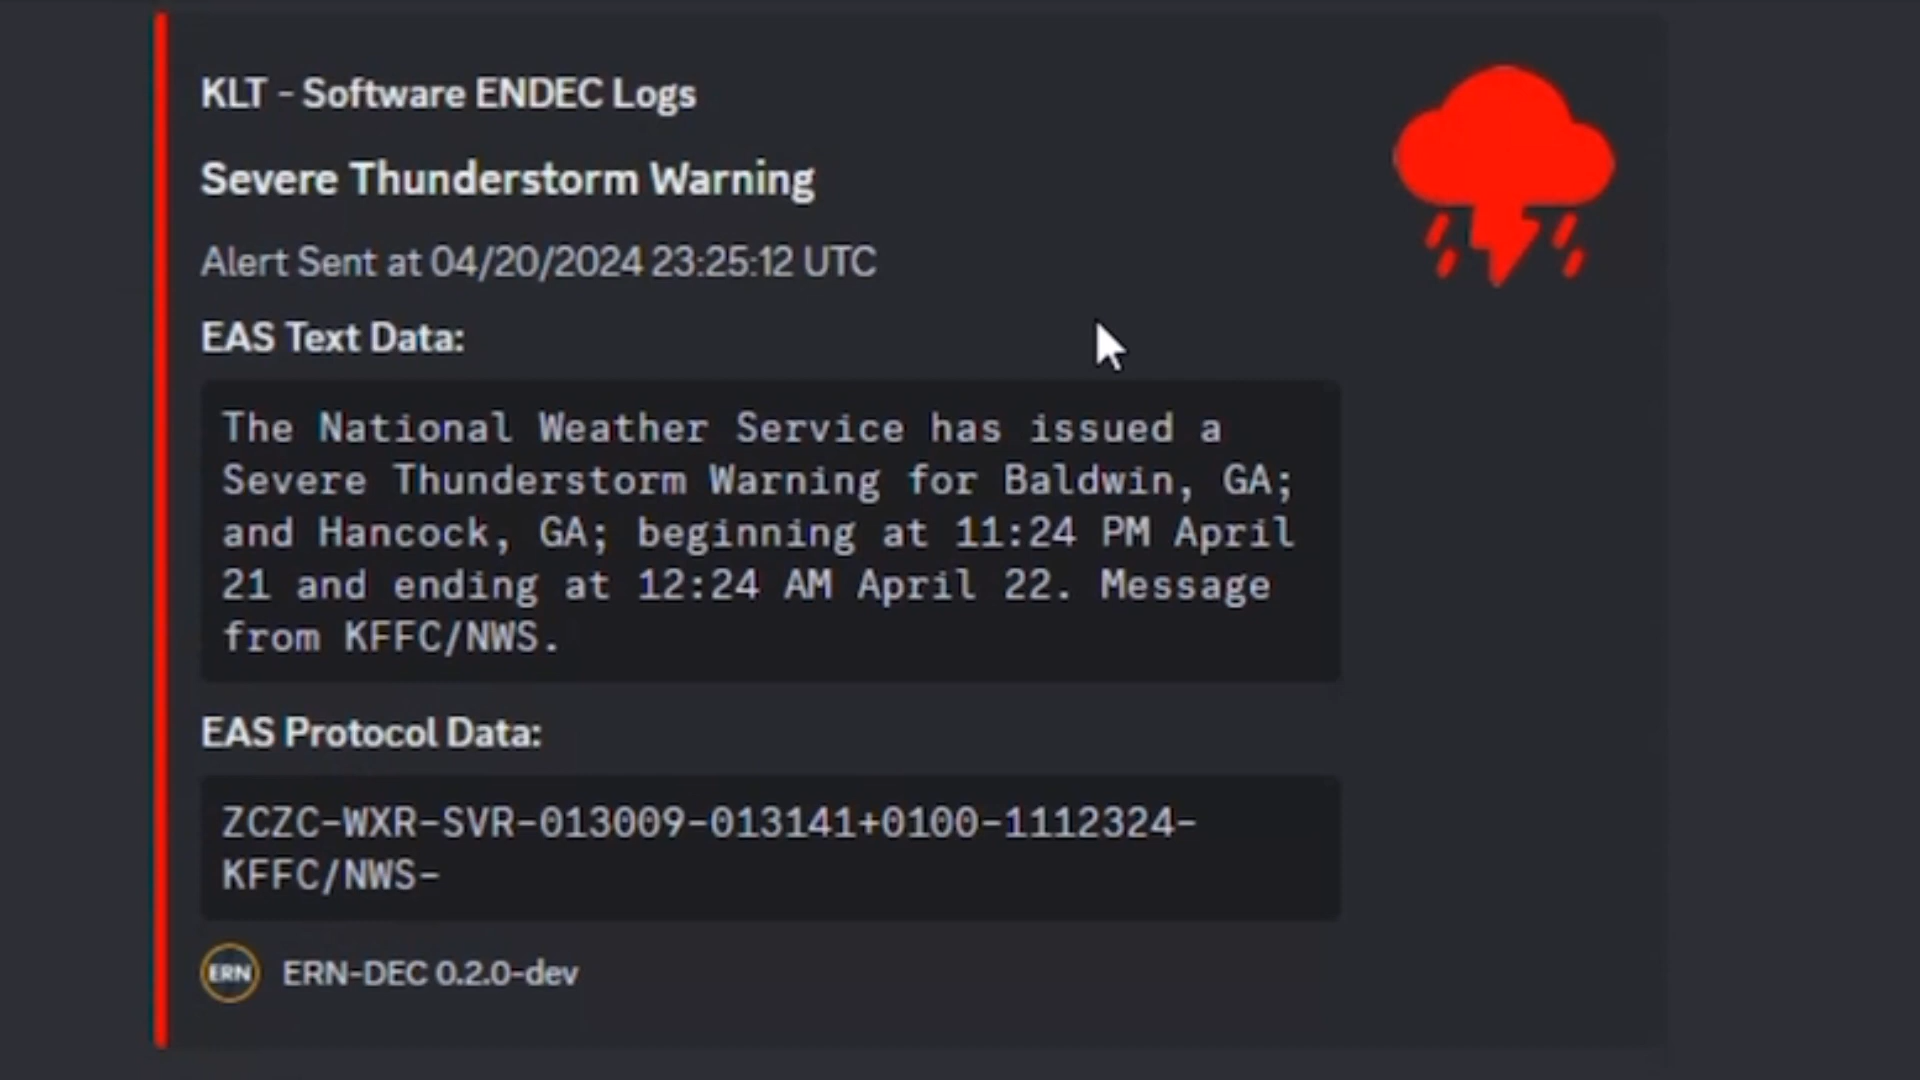 KLT - Software ENDEC Logs
Severe Thunderstorm Warning
Alert Sent at 04/20/2024 23:25:12 UTC
EAS Text Data:
The National Weather Service has issued a
Severe Thunderstorm Warning for Baldwin, GA;
and Hancock, GA; beginning at 11:24 PM April
21 and ending at 12:24 AM April 22. Message
from KFFC/NWS.
EAS Protocol Data:
ZCZC-WXR-SVR-013009-013141+0100-1112324-
KFFC/NWS-
ERN ERN-DEC 0.2.0-dev